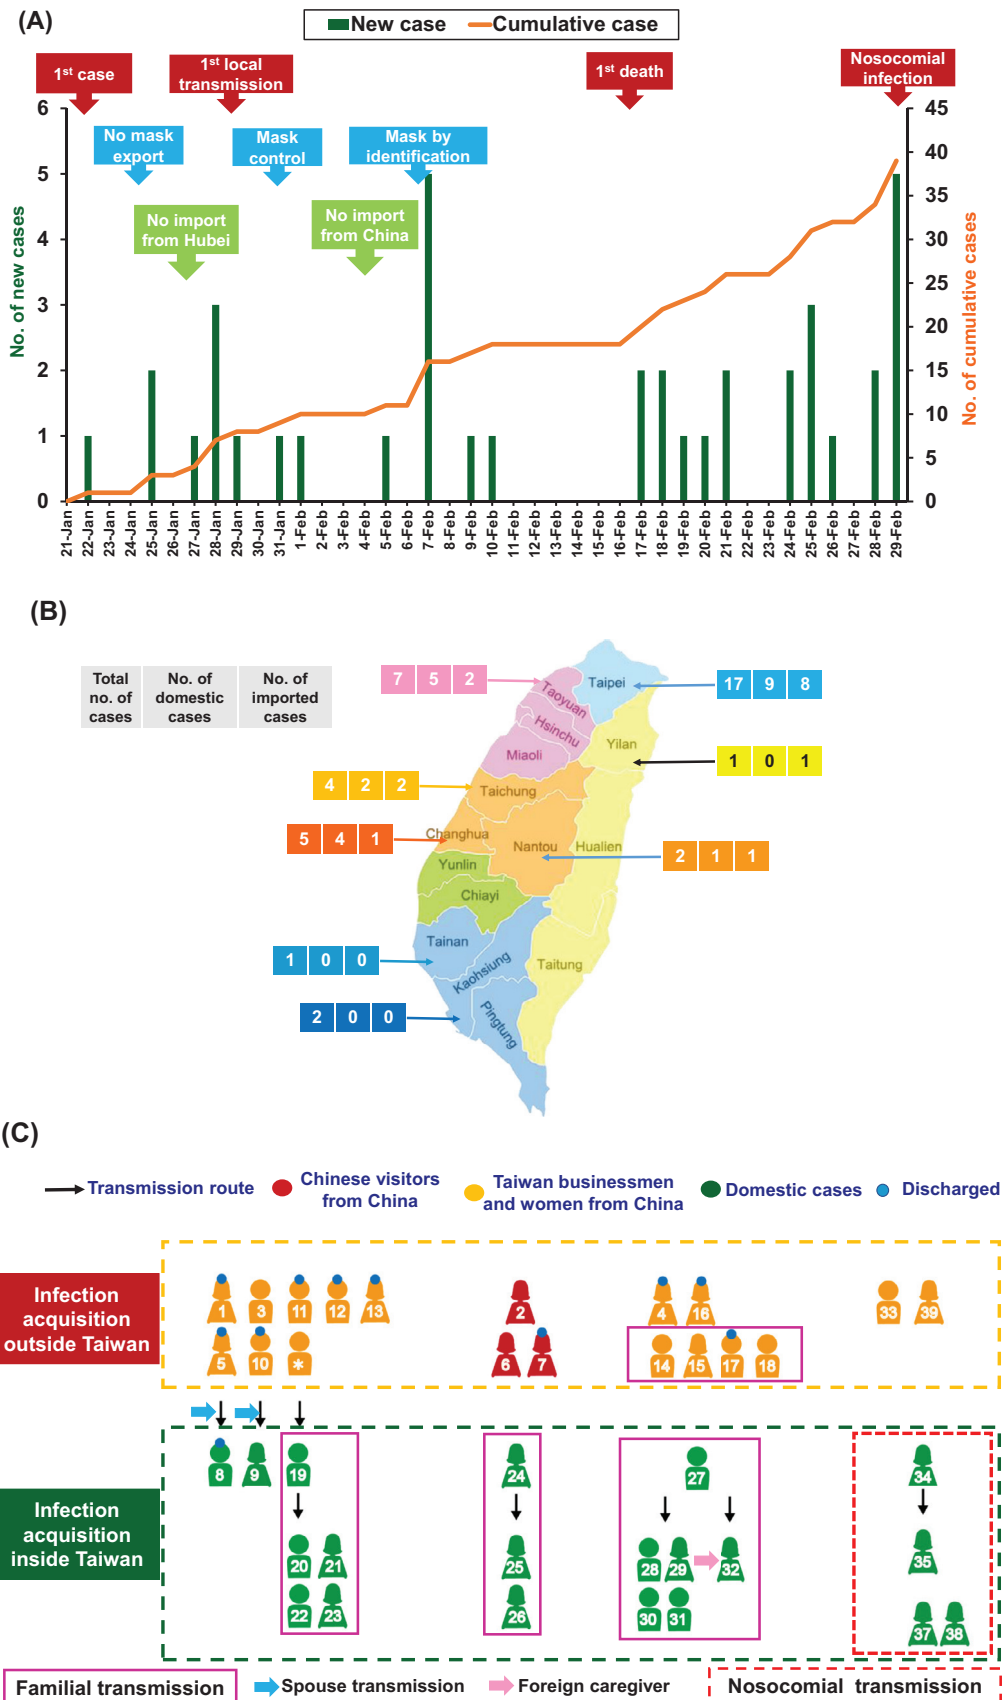 (A)
New case
Cumulative case
1st case
1st local
transmission
1st death
Nosocomial
infection
No mask
export
Mask
control
Mask by
identification
No import
from Hubei
No import
from China
No. of new cases
6
5
4
3
2
1
0
45
40
35
30
25
20
15
10
5
0
No. of cumulative cases
21-Jan
22-Jan
23-Jan
24-Jan
25-Jan
26-Jan
27-Jan
28-Jan
29-Jan
30-Jan
31-Jan
1-Feb
2-Feb
3-Feb
4-Feb
5-Feb
6-Feb
7-Feb
8-Feb
9-Feb
10-Feb
11-Feb
12-Feb
13-Feb
14-Feb
15-Feb
16-Feb
17-Feb
18-Feb
19-Feb
20-Feb
21-Feb
22-Feb
23-Feb
24-Feb
25-Feb
26-Feb
27-Feb
28-Feb
29-Feb
(B)
Total
no. of
cases
No. of
domestic
cases
No. of
imported
cases
7 5 2
Taoyuan
Taipei
17 9 8
Hsinchu
Yilan
Miaoli
1 0 1
4 2 2
Taichung
5 4 1
Changhua
Nantou
Hualien
2 1 1
Yunlin
Chiayi
Tainan
1 0 0
Kaohsiung
Taitung
2 0 0
Pingtung
(C)
Transmission route
Chinese visitors
from China
Taiwan businessmen
and women from China
Domestic cases
Discharged
Infection
acquisition
outside Taiwan
1 3 11 12 13
2
4 16
33 39
5 10 *
6 7
14 15 17 18
Infection
acquisition
inside Taiwan
8 9 19
24
27
34
20 21
25
28 29 32
35
22 23
26
30 31
37 38
Familial transmission
Spouse transmission
Foreign caregiver
Nosocomial transmission